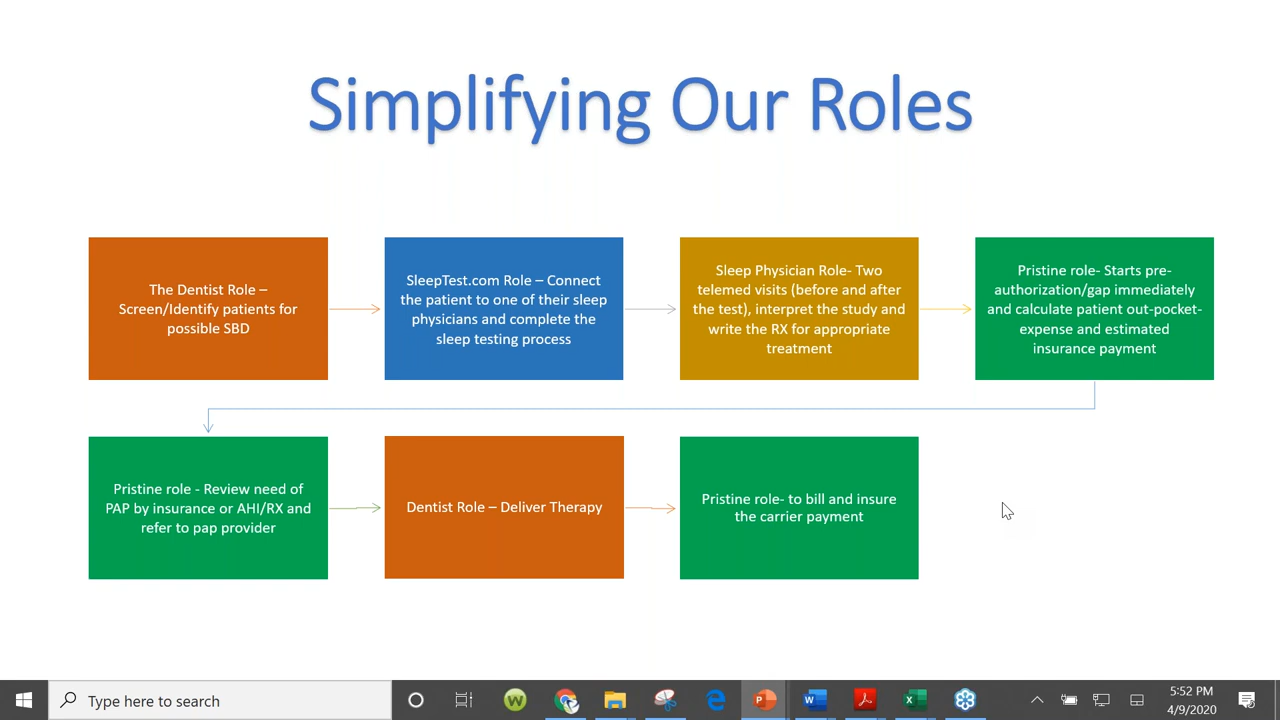 Simplifying Our Roles
The Dentist Role –
Screen/Identify patients for
possible SBD
SleepTest.com Role – Connect
the patient to one of their sleep
physicians and complete the
sleep testing process
Sleep Physician Role- Two
telemed visits (before and after
the test), interpret the study and
write the RX for appropriate
treatment
Pristine role- Starts pre-
authorization/gap immediately
and calculate patient out-pocket-
expense and estimated
insurance payment
Pristine role - Review need of
PAP by insurance or AHI/RX and
refer to pap provider
Dentist Role – Deliver Therapy
Pristine role- to bill and insure
the carrier payment
Type here to search
5:52 PM
4/9/2020